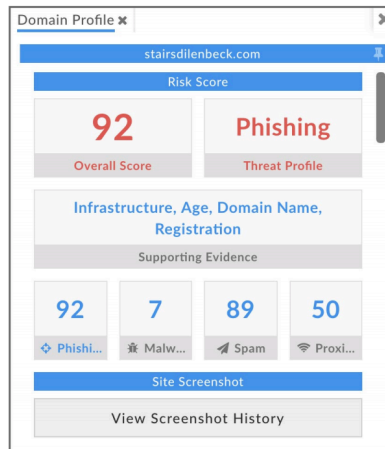 Domain Profile ×
stairsdilenbeck.com
Risk Score
92
Overall Score
Phishing
Threat Profile
Infrastructure, Age, Domain Name,
Registration
Supporting Evidence
92
Phishi...
7
Malw...
89
Spam
50
Proxi...
Site Screenshot
View Screenshot History